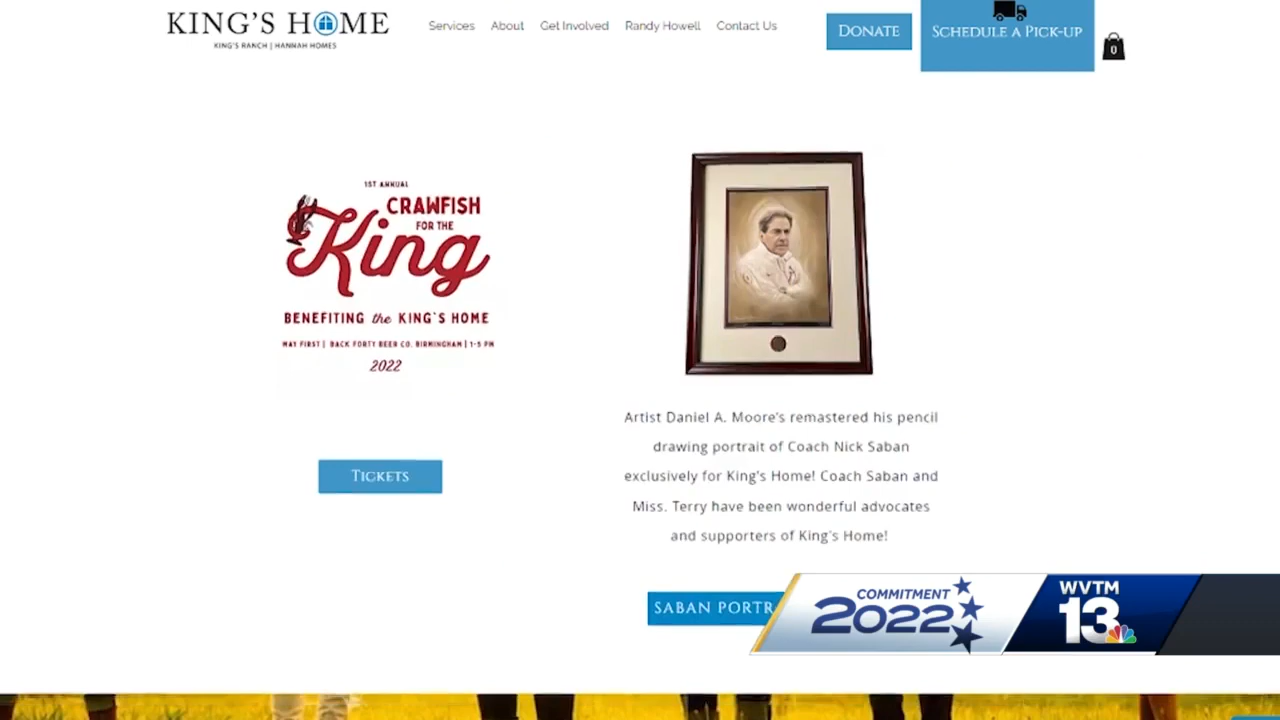 KING'S HOME
KING'S RANCH | HANNAH HOMES
Services About Get Involved Randy Howell Contact Us
DONATE
SCHEDULE A PICK-UP
0
1ST ANNUAL
CRAWFISH
FOR THE
King
BENEFITING the KING'S HOME
MAY FIRST | BACK FORTY BEER CO. BIRMINGHAM | 1-5 PM
2022
TICKETS
Artist Daniel A. Moore's remastered his pencil
drawing portrait of Coach Nick Saban
exclusively for King's Home! Coach Saban and
Miss. Terry have been wonderful advocates
and supporters of King's Home!
SABAN PORTR
COMMITMENT
2022
WVTM
13